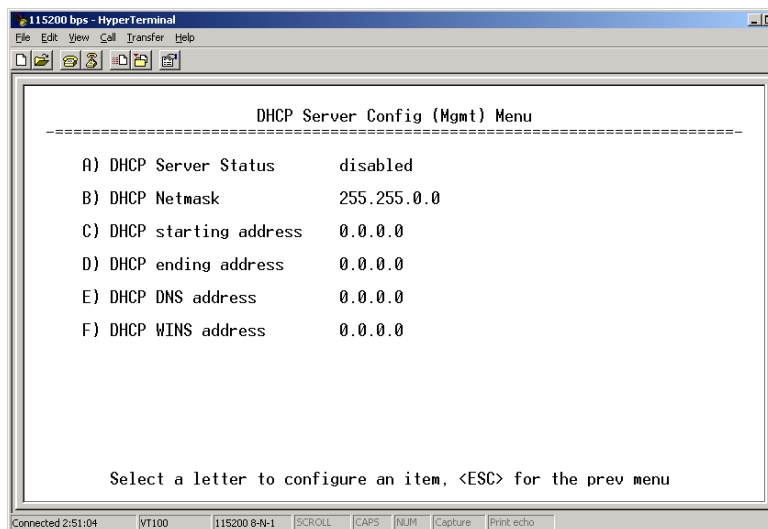 115200 bps - HyperTerminal
File Edit View Call Transfer Help
DHCP Server Config (Mgmt) Menu
-==========================================================================-
A) DHCP Server Status disabled
B) DHCP Netmask 255.255.0.0
C) DHCP starting address 0.0.0.0
D) DHCP ending address 0.0.0.0
E) DHCP DNS address 0.0.0.0
F) DHCP WINS address 0.0.0.0
Select a letter to configure an item, <ESC> for the prev menu
Connected 2:51:04 VT100 115200 8-N-1 SCROLL CAPS NUM Capture Print echo